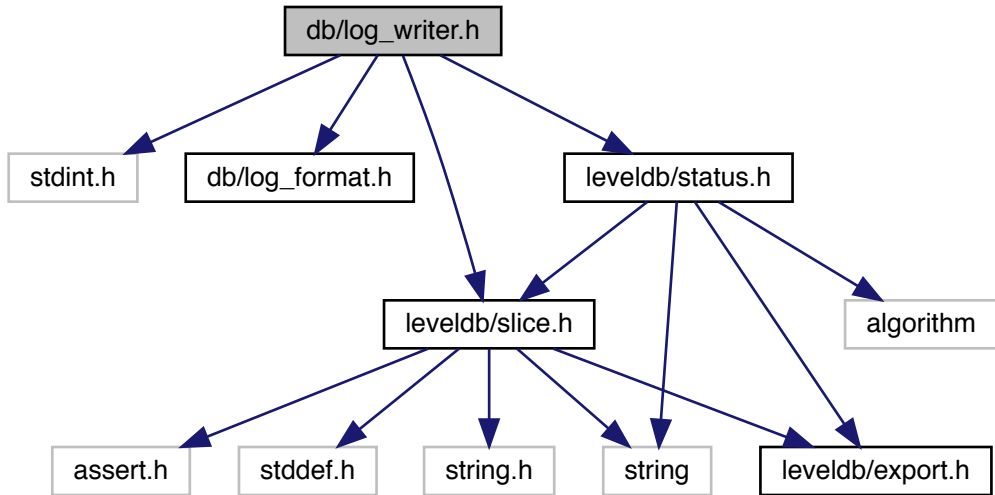 db/log_writer.h
stdint.h
db/log_format.h
leveldb/status.h
leveldb/slice.h
algorithm
assert.h
stddef.h
string.h
string
leveldb/export.h